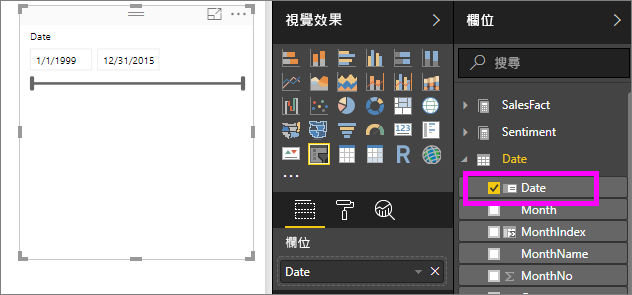 Date
1/1/1999
12/31/2015
視覺效果
123
R
欄位
Date
欄位
搜尋
SalesFact
Sentiment
Date
Date
Month
MonthIndex
MonthName
MonthNo